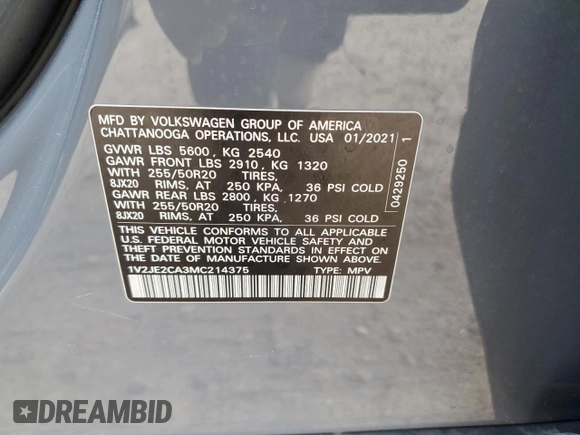 MFD BY VOLKSWAGEN GROUP OF AMERICA
CHATTANOOGA OPERATIONS, LLC. USA 01/2021
GVWR LBS 5600, KG 2540
GAWR FRONT LBS 2910, KG 1320
WITH 255/50R20 TIRES,
8JX20 RIMS, AT 250 KPA, 36 PSI COLD
GAWR REAR LBS 2800, KG 1270
WITH 255/50R20 TIRES,
8JX20 RIMS, AT 250 KPA, 36 PSI COLD
THIS VEHICLE CONFORMS TO ALL APPLICABLE
U.S. FEDERAL MOTOR VEHICLE SAFETY AND
THEFT PREVENTION STANDARDS IN EFFECT ON
THE DATE OF MANUFACTURE SHOWN ABOVE.
1V2JE2CA3MC214375 TYPE: MPV
0429250 1
DREAMBID